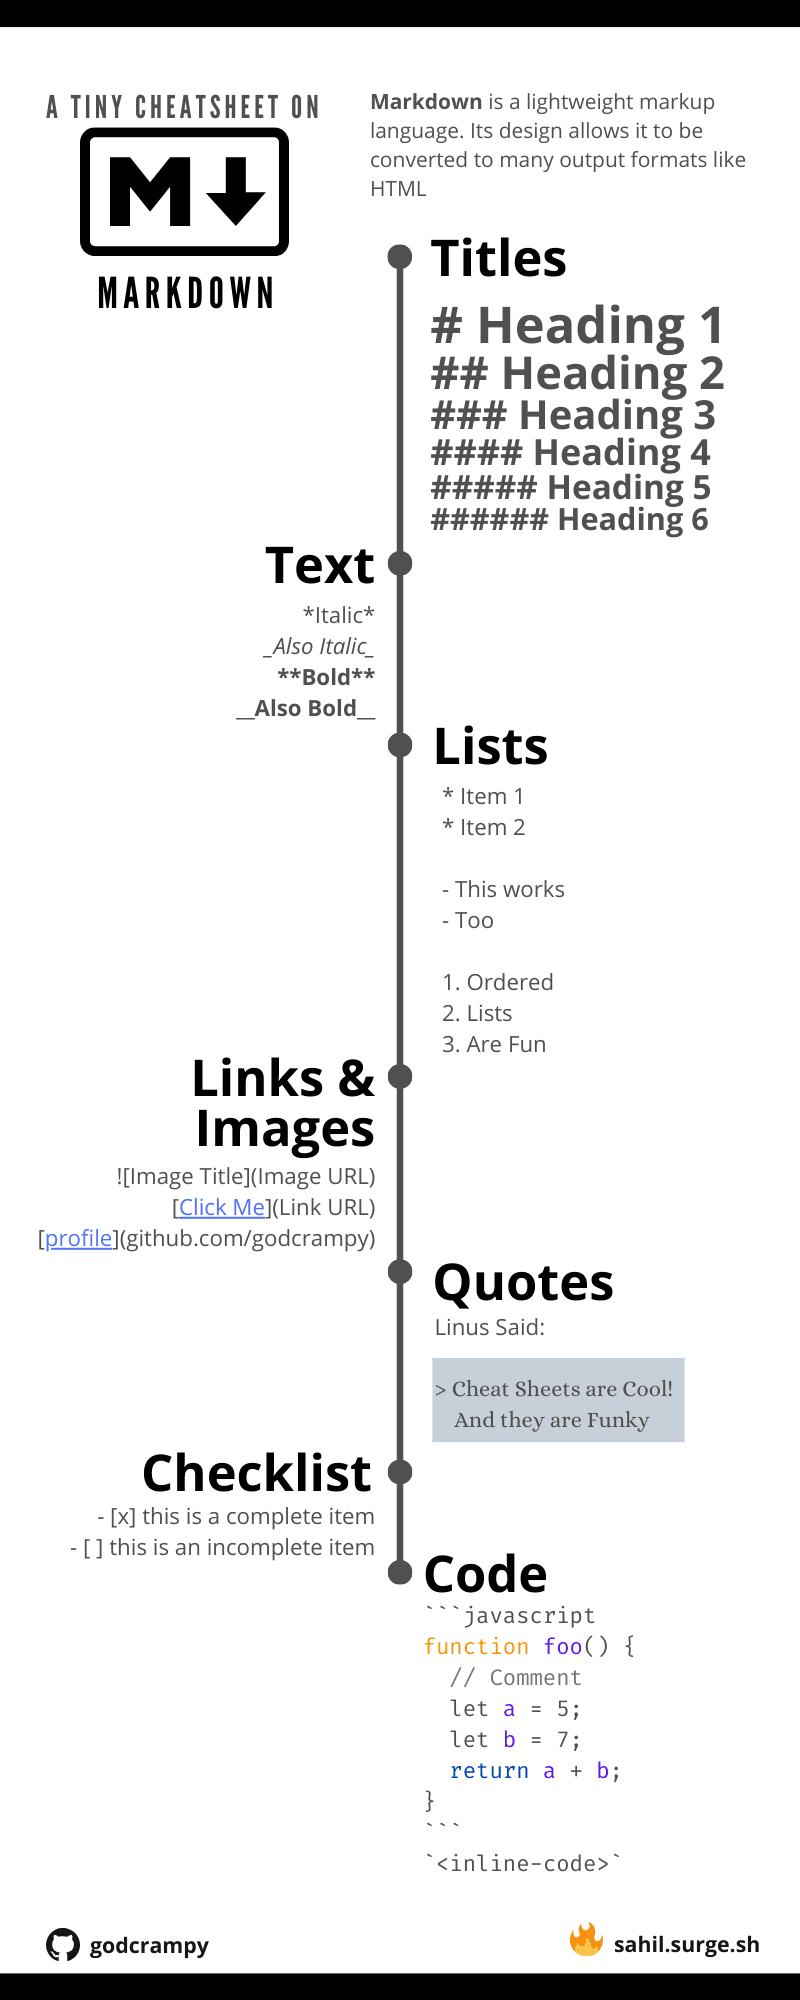 A TINY CHEATSHEET ON
M
MARKDOWN
Markdown is a lightweight markup
language. Its design allows it to be
converted to many output formats like
HTML
Titles
# Heading 1
## Heading 2
### Heading 3
#### Heading 4
##### Heading 5
###### Heading 6
Text
*Italic*
_Also Italic_
**Bold**
__Also Bold__
Lists
* Item 1
* Item 2
- This works
- Too
1. Ordered
2. Lists
3. Are Fun
Links &
Images
![Image Title](Image URL)
[Click Me](Link URL)
[profile](github.com/godcrampy)
Quotes
Linus Said:
> Cheat Sheets are Cool!
And they are Funky
Checklist
- [x] this is a complete item
- [ ] this is an incomplete item
Code
```javascript
function foo() {
  // Comment
  let a = 5;
  let b = 7;
  return a + b;
}
```
`<inline-code>`
godcrampy
sahil.surge.sh